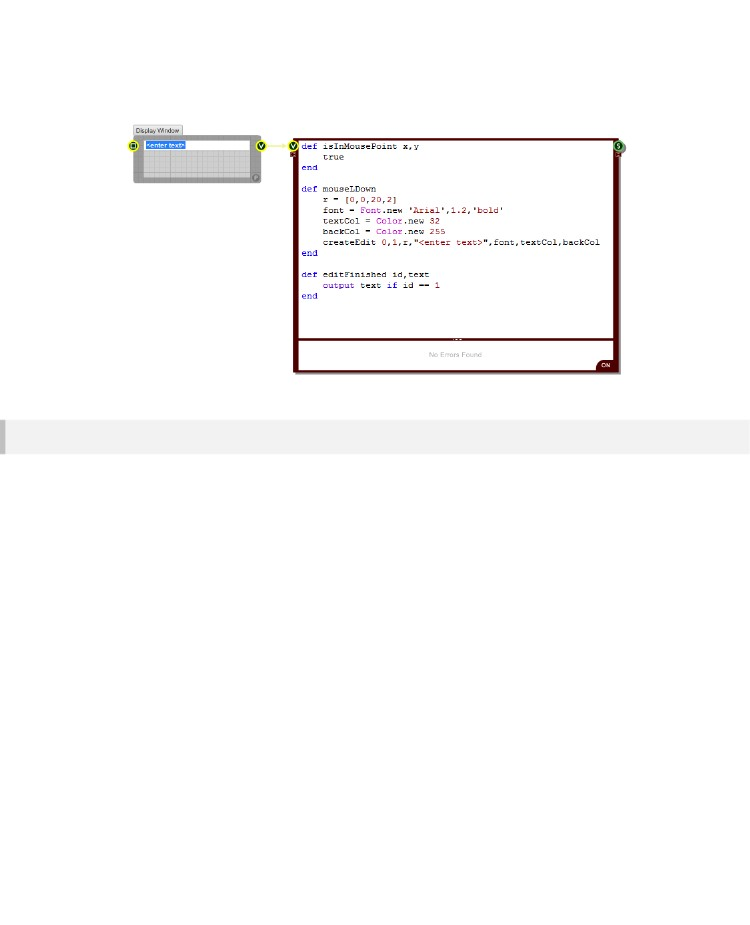 Display Window
<enter text>
V
V
S
def isInMousePoint x,y
    true
end
def mouseLDown
    r = [0,0,20,2]
    font = Font.new 'Arial',1.2,'bold'
    textCol = Color.new 32
    backCol = Color.new 255
    createEdit 0,1,r,"<enter text>",font,textCol,backCol
end
def editFinished id,text
    output text if id == 1
end
No Errors Found
ON